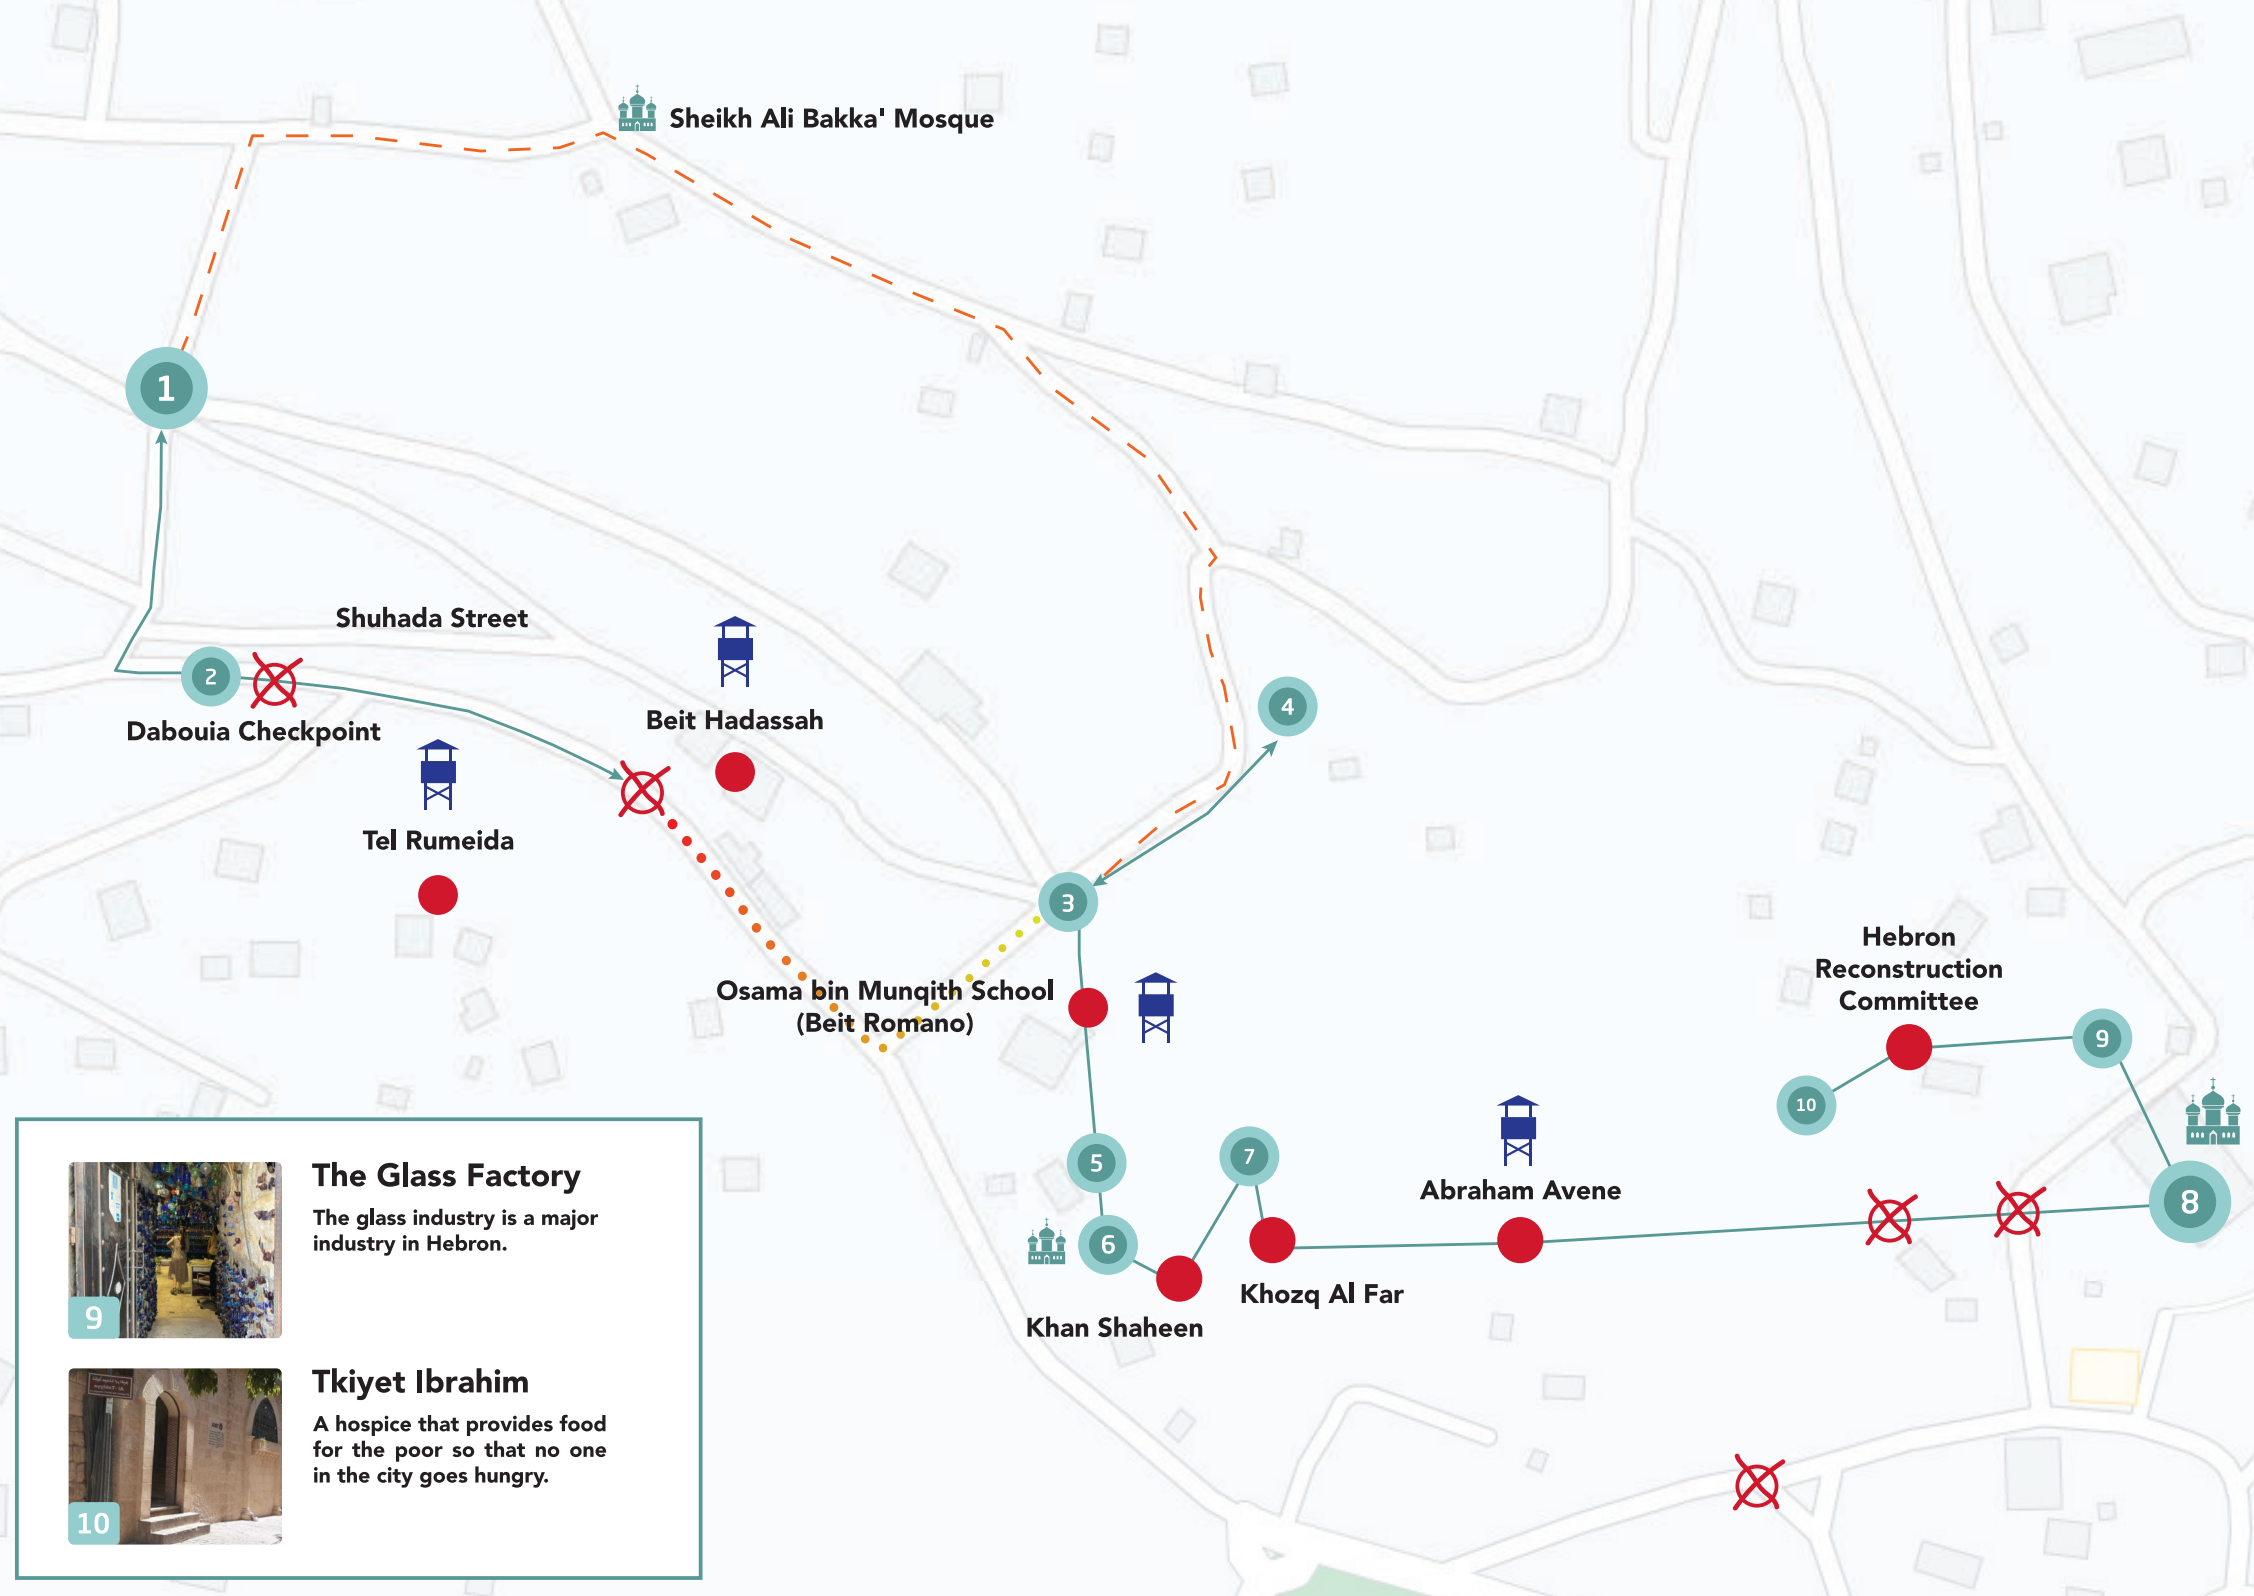 Sheikh Ali Bakka' Mosque
1
Shuhada Street
2
Dabouia Checkpoint
Beit Hadassah
4
Tel Rumeida
3
Osama bin Munqith School
(Beit Romano)
Hebron
Reconstruction
Committee
9
10
5
7
Abraham Avene
8
6
Khozq Al Far
Khan Shaheen
The Glass Factory
The glass industry is a major
industry in Hebron.
9
Tkiyet Ibrahim
A hospice that provides food
for the poor so that no one
in the city goes hungry.
10